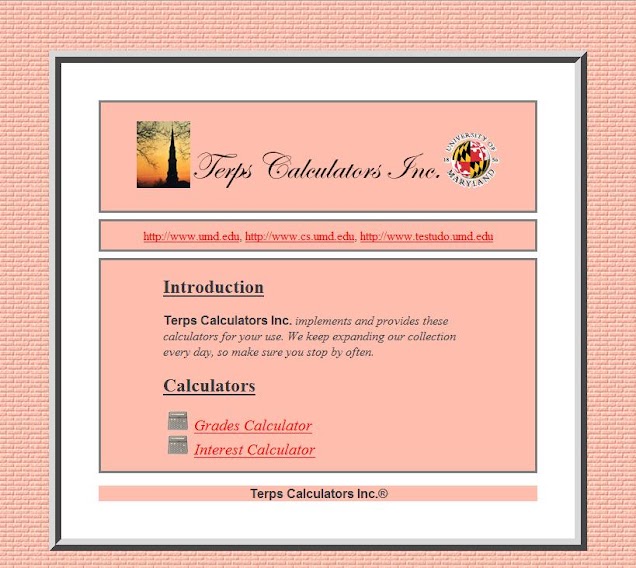 Terps Calculators Inc.
UNIVERSITY OF
18 56
MARYLAND
http://www.umd.edu, http://www.cs.umd.edu, http://www.testudo.umd.edu
Introduction
Terps Calculators Inc. implements and provides these
calculators for your use. We keep expanding our collection
every day, so make sure you stop by often.
Calculators
Grades Calculator
Interest Calculator
Terps Calculators Inc.®